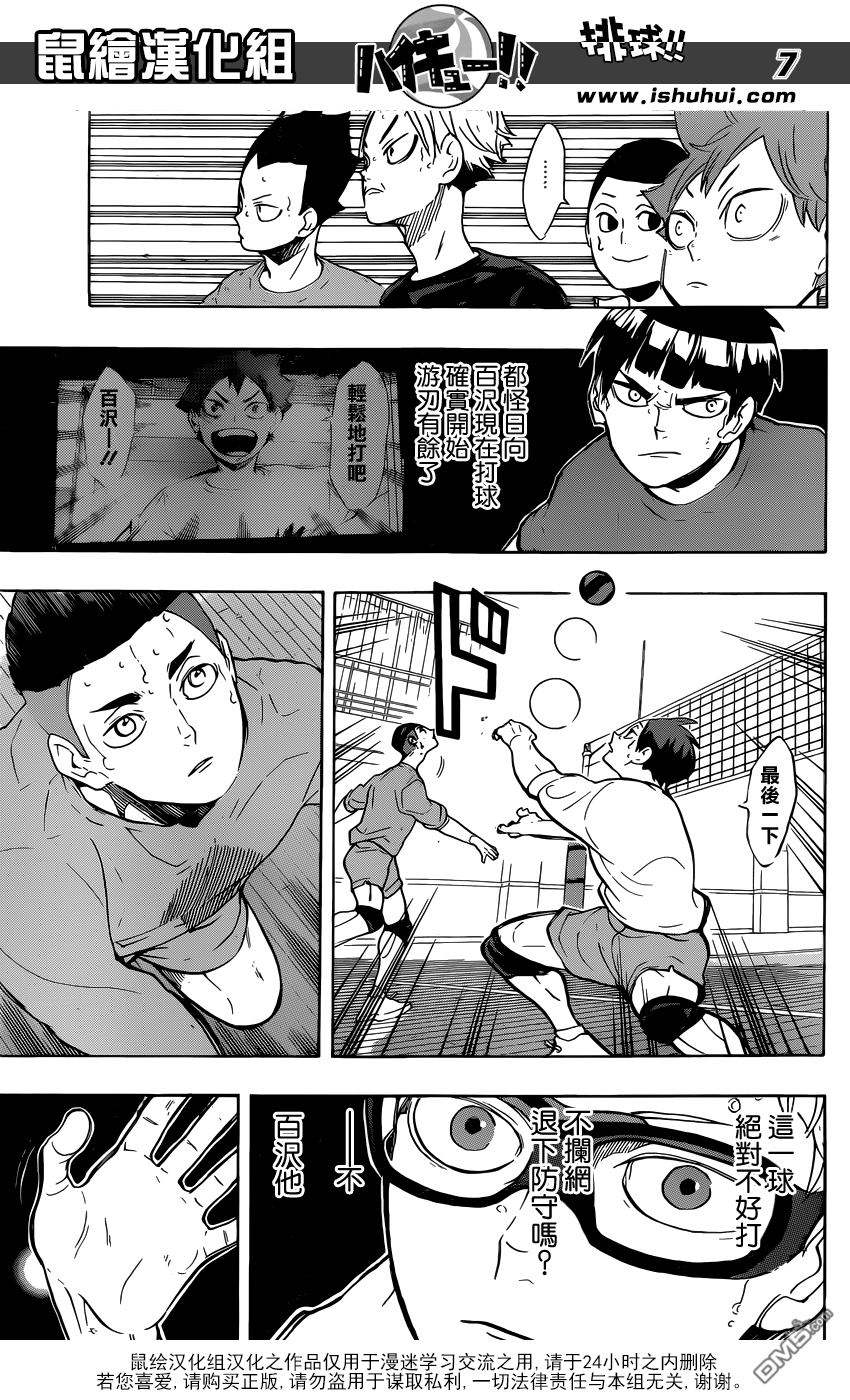 鼠繪漢化組
ハイキュー!!
排球!!
7
www.ishuhui.com
……
都怪日向
百沢現在打球
確實開始
游刃有餘了
輕鬆地打吧
百沢ー!!
ド
最後一下
這一球
絕對不好打
不攔網
退下防守嗎？
——不
百沢他
鼠绘汉化组汉化之作品仅用于漫迷学习交流之用, 请于24小时之内删除
若您喜爱, 请购买正版, 请勿盗用于谋取私利, 一切法律责任与本组无关, 谢谢.
DM5.com